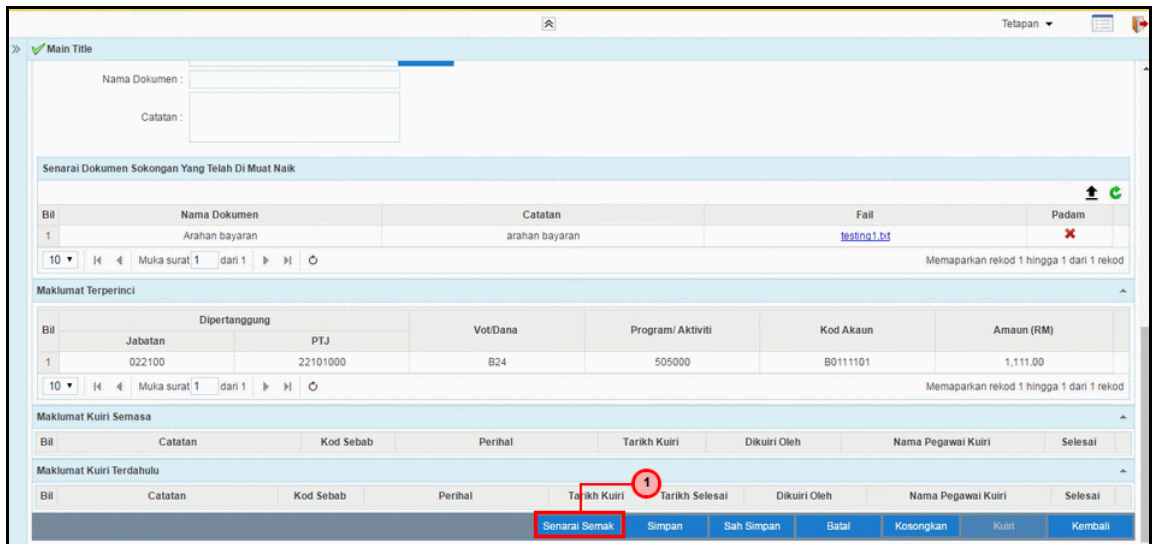 Tetapan
Main Title
Nama Dokumen :
Catatan :
Senarai Dokumen Sokongan Yang Telah Di Muat Naik
Bil Nama Dokumen Catatan Fail Padam
1 Arahan bayaran arahan bayaran testing1.txt
10 Muka surat 1 dari 1 Memaparkan rekod 1 hingga 1 dari 1 rekod
Maklumat Terperinci
Bil Dipertanggung Vot/Dana Program/ Aktiviti Kod Akaun Amaun (RM)
Jabatan PTJ
1 022100 22101000 B24 505000 B0111101 1,111.00
10 Muka surat 1 dari 1 Memaparkan rekod 1 hingga 1 dari 1 rekod
Maklumat Kuiri Semasa
Bil Catatan Kod Sebab Perihal Tarikh Kuiri Dikuiri Oleh Nama Pegawai Kuiri Selesai
Maklumat Kuiri Terdahulu
1
Bil Catatan Kod Sebab Perihal Tarikh Kuiri Tarikh Selesai Dikuiri Oleh Nama Pegawai Kuiri Selesai
Senarai Semak Simpan Sah Simpan Batal Kosongkan Kuiri Kembali